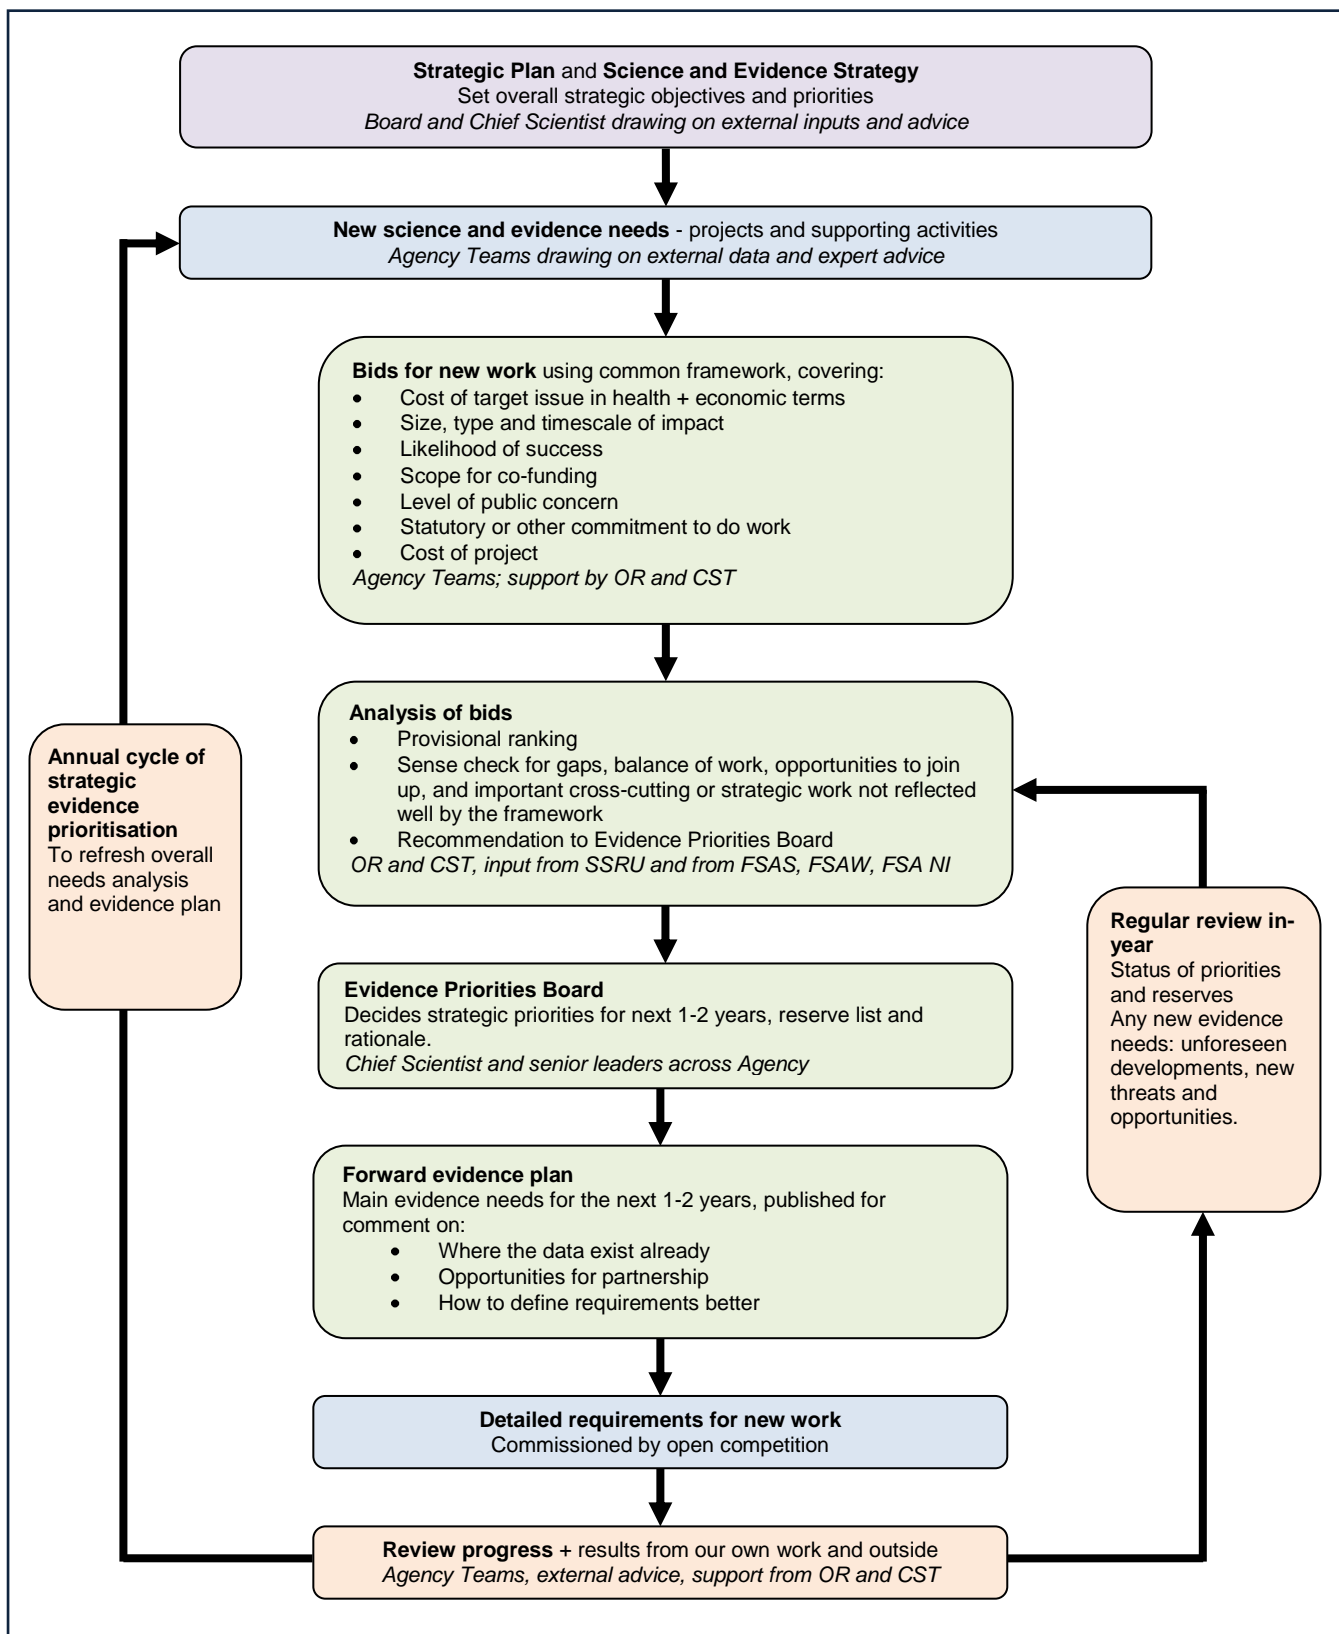 Strategic Plan and Science and Evidence Strategy
Set overall strategic objectives and priorities
Board and Chief Scientist drawing on external inputs and advice
New science and evidence needs - projects and supporting activities
Agency Teams drawing on external data and expert advice
Bids for new work using common framework, covering:
• Cost of target issue in health + economic terms
• Size, type and timescale of impact
• Likelihood of success
• Scope for co-funding
• Level of public concern
• Statutory or other commitment to do work
• Cost of project
Agency Teams; support by OR and CST
Analysis of bids
• Provisional ranking
• Sense check for gaps, balance of work, opportunities to join
up, and important cross-cutting or strategic work not reflected
well by the framework
• Recommendation to Evidence Priorities Board
OR and CST, input from SSRU and from FSAS, FSAW, FSA NI
Annual cycle of
strategic
evidence
prioritisation
To refresh overall
needs analysis
and evidence plan
Regular review in-
year
Status of priorities
and reserves
Any new evidence
needs: unforeseen
developments, new
threats and
opportunities.
Evidence Priorities Board
Decides strategic priorities for next 1-2 years, reserve list and
rationale.
Chief Scientist and senior leaders across Agency
Forward evidence plan
Main evidence needs for the next 1-2 years, published for
comment on:
• Where the data exist already
• Opportunities for partnership
• How to define requirements better
Detailed requirements for new work
Commissioned by open competition
Review progress + results from our own work and outside
Agency Teams, external advice, support from OR and CST